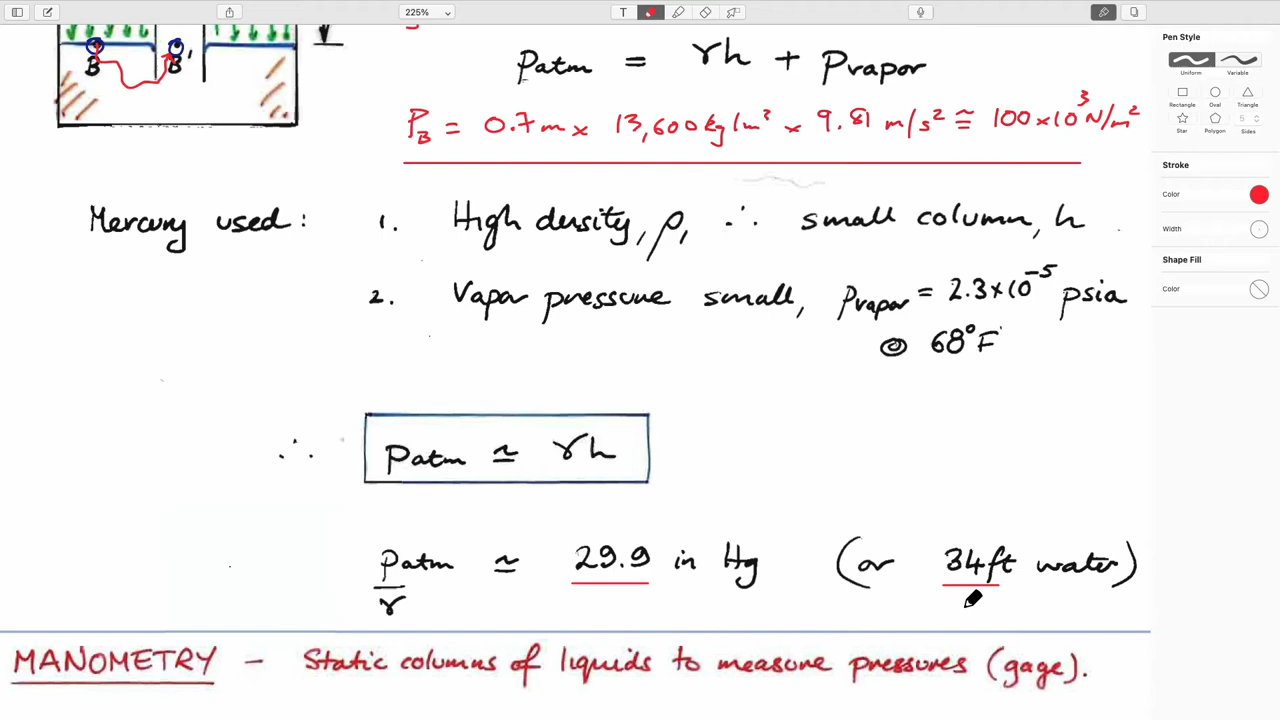 225%
T
B B'
Patm = γh + Pvapor
P_B = 0.7m × 13,600 kg/m³ × 9.81 m/s² ≅ 100×10³ N/m²
Mercury used: 1. High density, ρ, ∴ small column, h
2. Vapor pressure small, Pvapor = 2.3×10⁻⁵ psia
@ 68°F
∴ Patm ≃ γh
Patm/γ ≃ 29.9 in Hg (or 34ft water)
MANOMETRY – Static columns of liquids to measure pressures (gage).
Pen Style
Uniform Variable
Rectangle Oval Triangle
5
Star Polygon Sides
Stroke
Color
Width
Shape Fill
Color